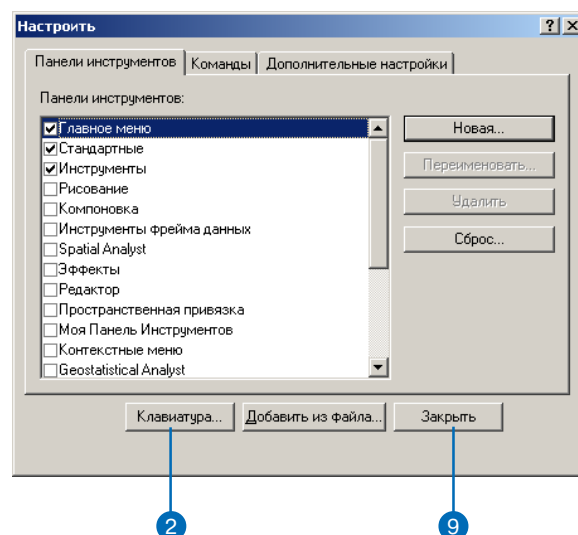 Настроить
Панели инструментов Команды Дополнительные настройки
Панели инструментов:
Главное меню
Стандартные
Инструменты
Рисование
Компоновка
Инструменты фрейма данных
Spatial Analyst
Эффекты
Редактор
Пространственная привязка
Моя Панель Инструментов
Контекстные меню
Geostatistical Analyst
Новая...
Переименовать...
Удалить
Сброс...
Клавиатура... Добавить из файла... Закрыть
2 9